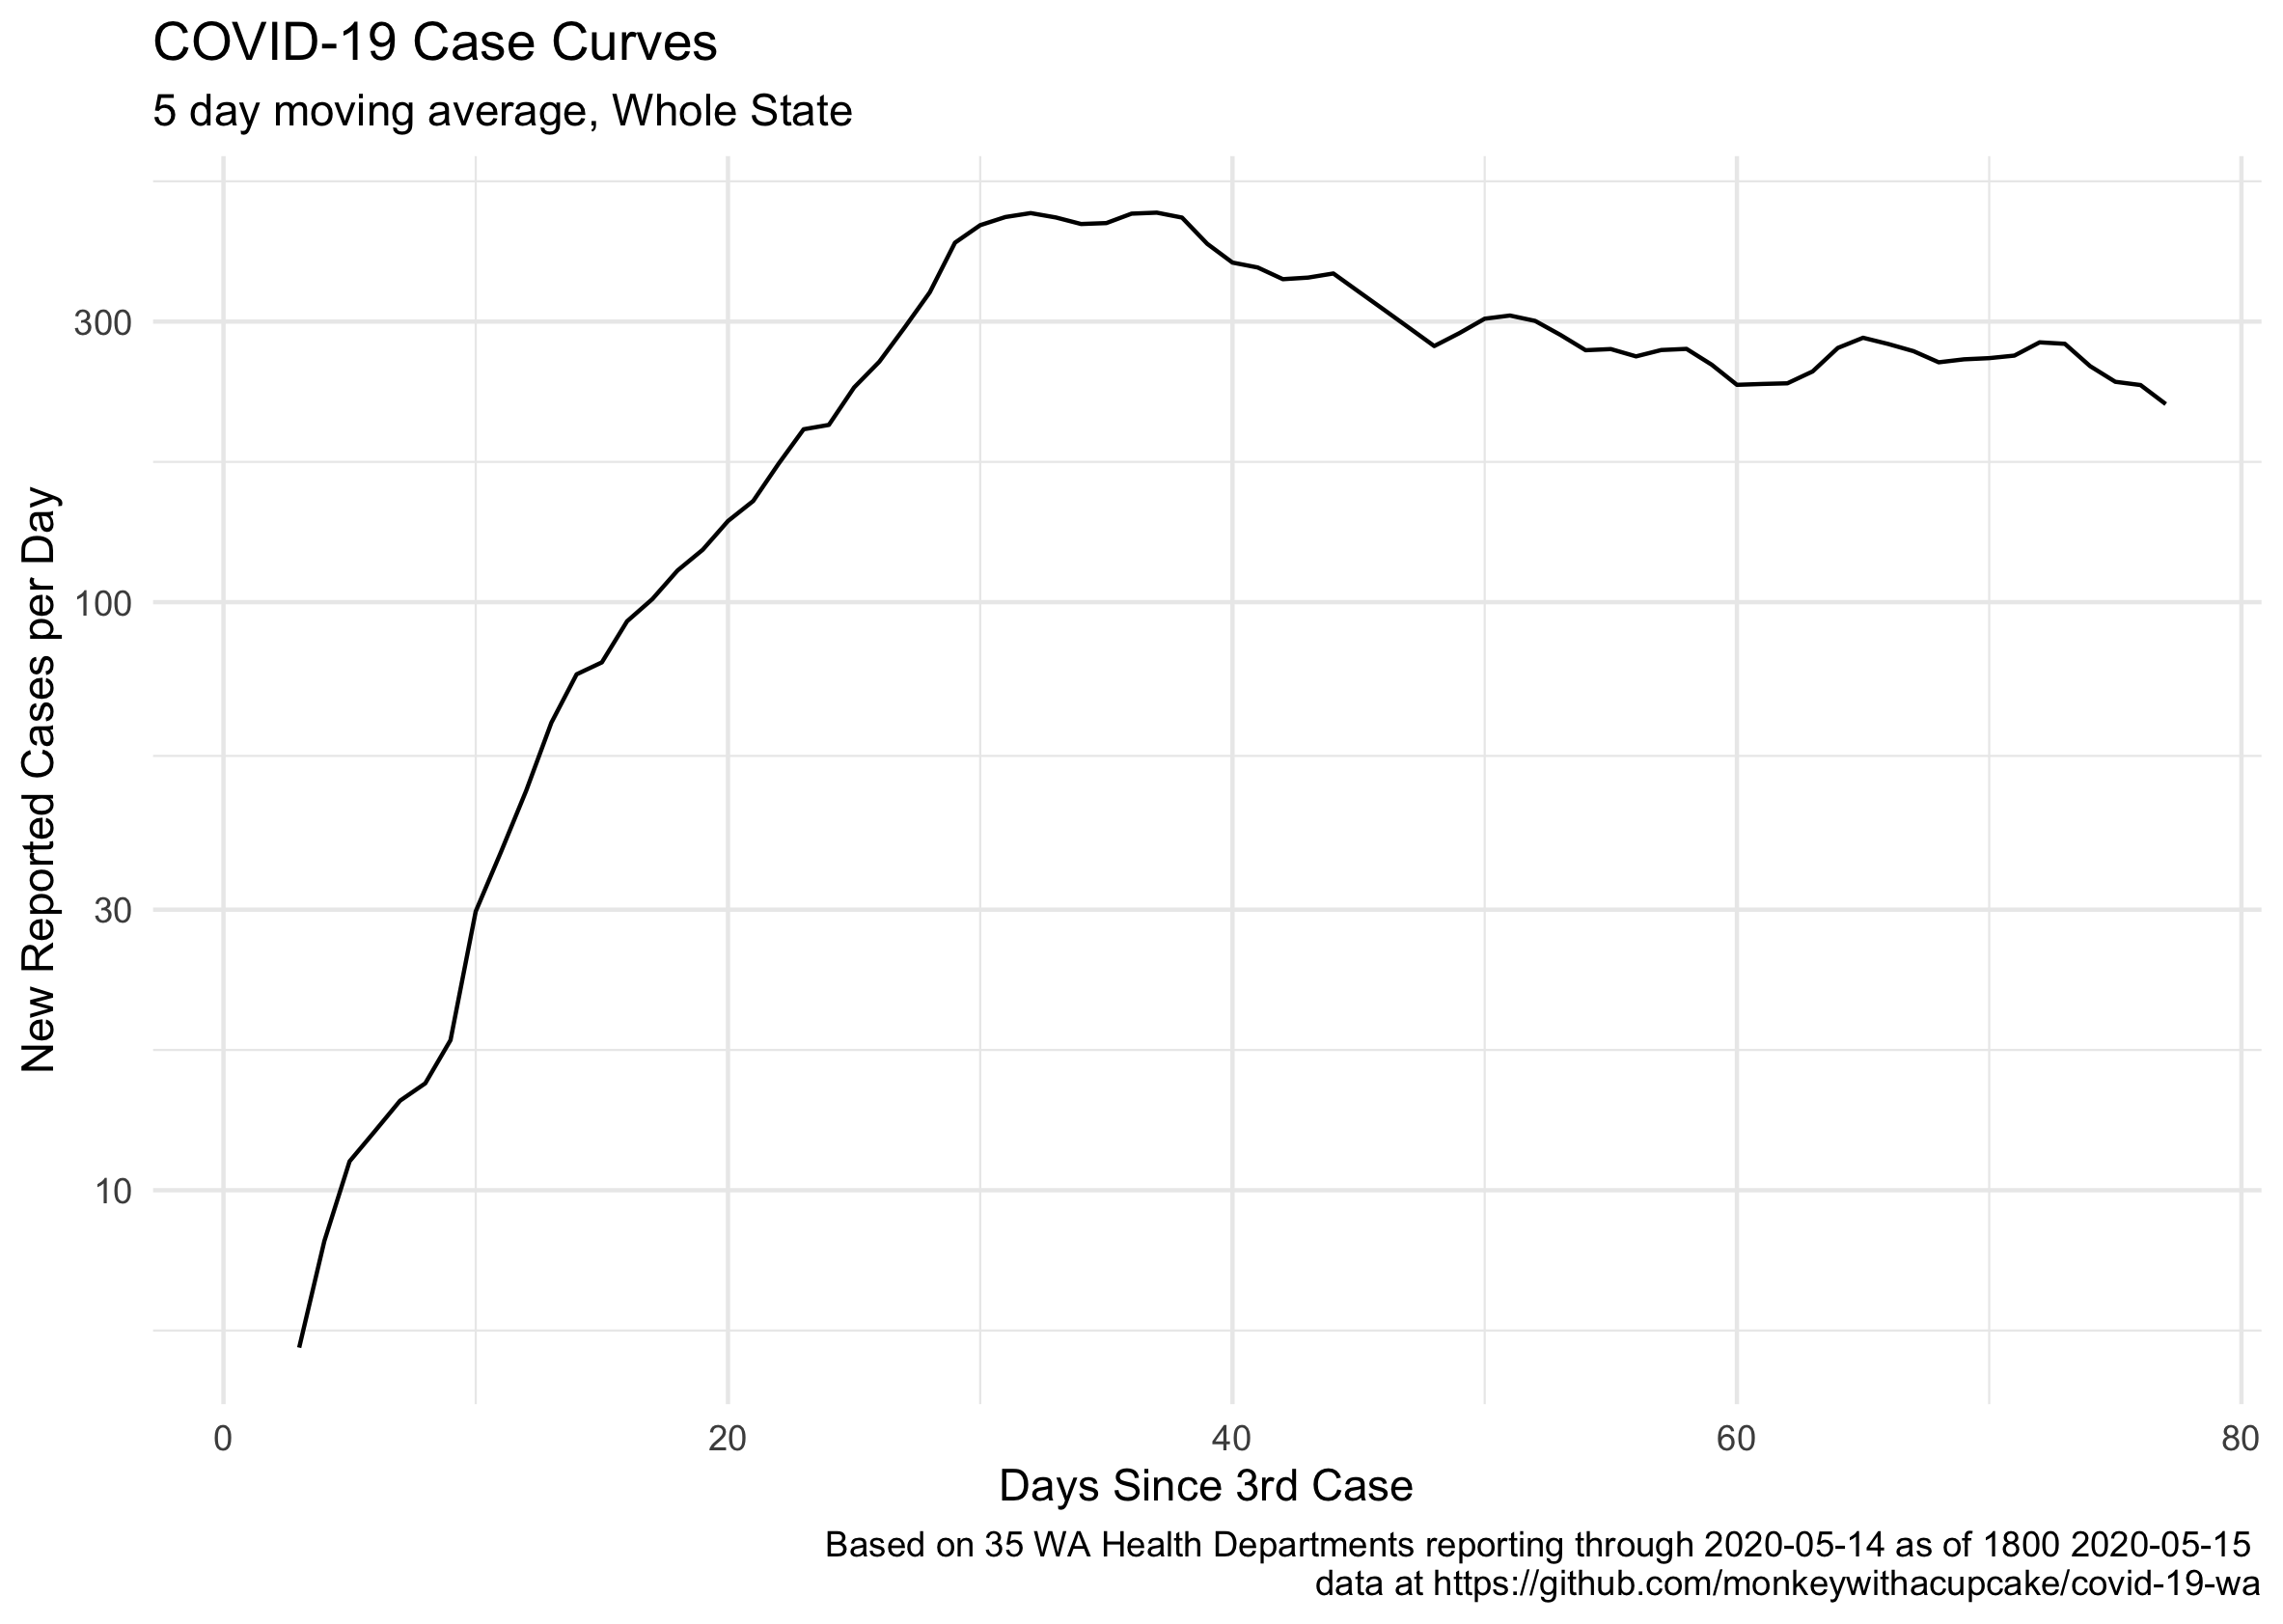 COVID-19 Case Curves
5 day moving average, Whole State
New Reported Cases per Day
300
100
30
10
0
20
40
60
80
Days Since 3rd Case
Based on 35 WA Health Departments reporting through 2020-05-14 as of 1800 2020-05-15
data at https://github.com/monkeywithacupcake/covid-19-wa